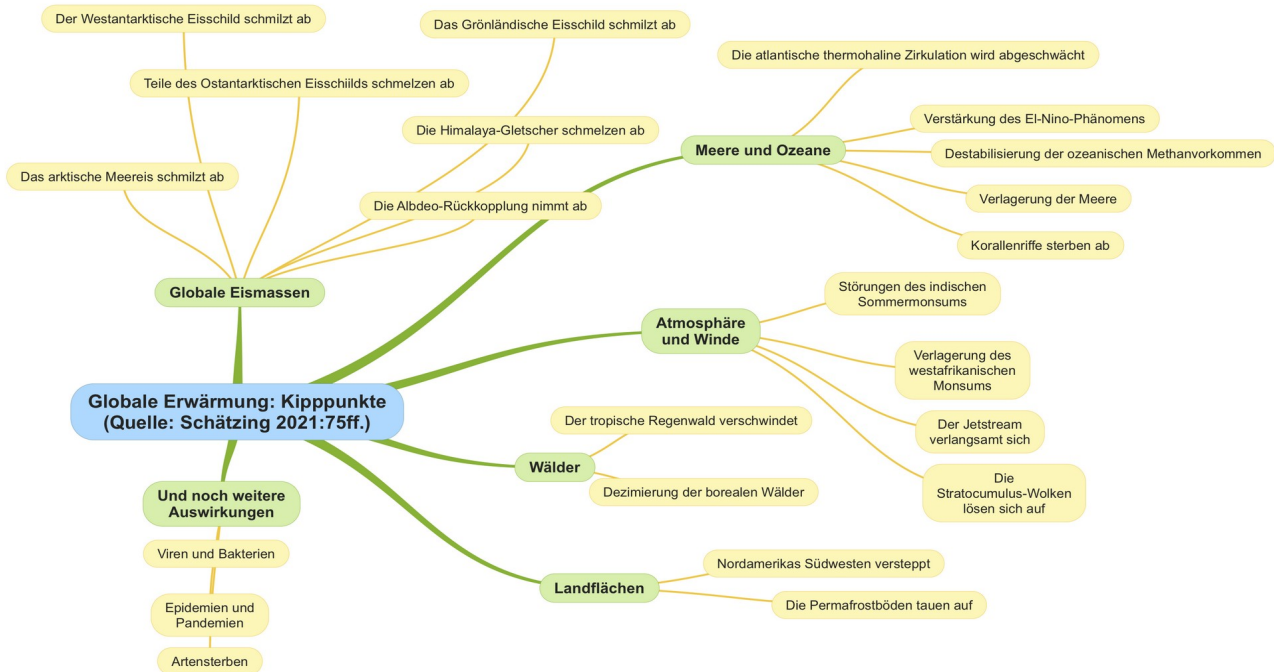 Der Westantarktische Eisschild schmilzt ab
Das Grönländische Eisschild schmilzt ab
Teile des Ostantarktischen Eisschiilds schmelzen ab
Die Himalaya-Gletscher schmelzen ab
Das arktische Meereis schmilzt ab
Die Albdeo-Rückkopplung nimmt ab
Globale Eismassen
Die atlantische thermohaline Zirkulation wird abgeschwächt
Verstärkung des El-Nino-Phänomens
Meere und Ozeane
Destabilisierung der ozeanischen Methanvorkommen
Verlagerung der Meere
Korallenriffe sterben ab
Störungen des indischen
Sommermonsums
Atmosphäre
und Winde
Verlagerung des
westafrikanischen
Monsums
Der Jetstream
verlangsamt sich
Die
Stratocumulus-Wolken
lösen sich auf
Globale Erwärmung: Kipppunkte
(Quelle: Schätzing 2021:75ff.)
Der tropische Regenwald verschwindet
Wälder
Dezimierung der borealen Wälder
Und noch weitere
Auswirkungen
Viren und Bakterien
Epidemien und
Pandemien
Artensterben
Nordamerikas Südwesten versteppt
Landflächen
Die Permafrostböden tauen auf